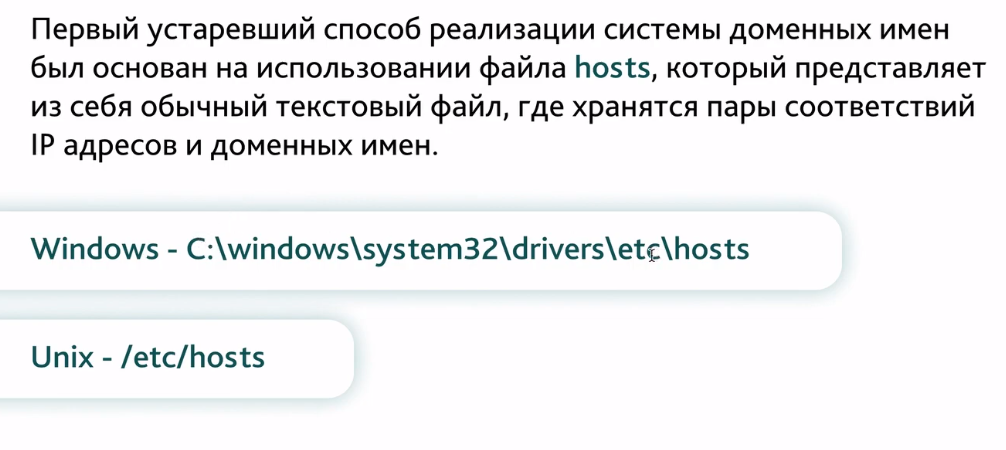 Первый устаревший способ реализации системы доменных имен
был основан на использовании файла hosts, который представляет
из себя обычный текстовый файл, где хранятся пары соответствий
IP адресов и доменных имен.
Windows - C:\windows\system32\drivers\etc\hosts
Unix - /etc/hosts